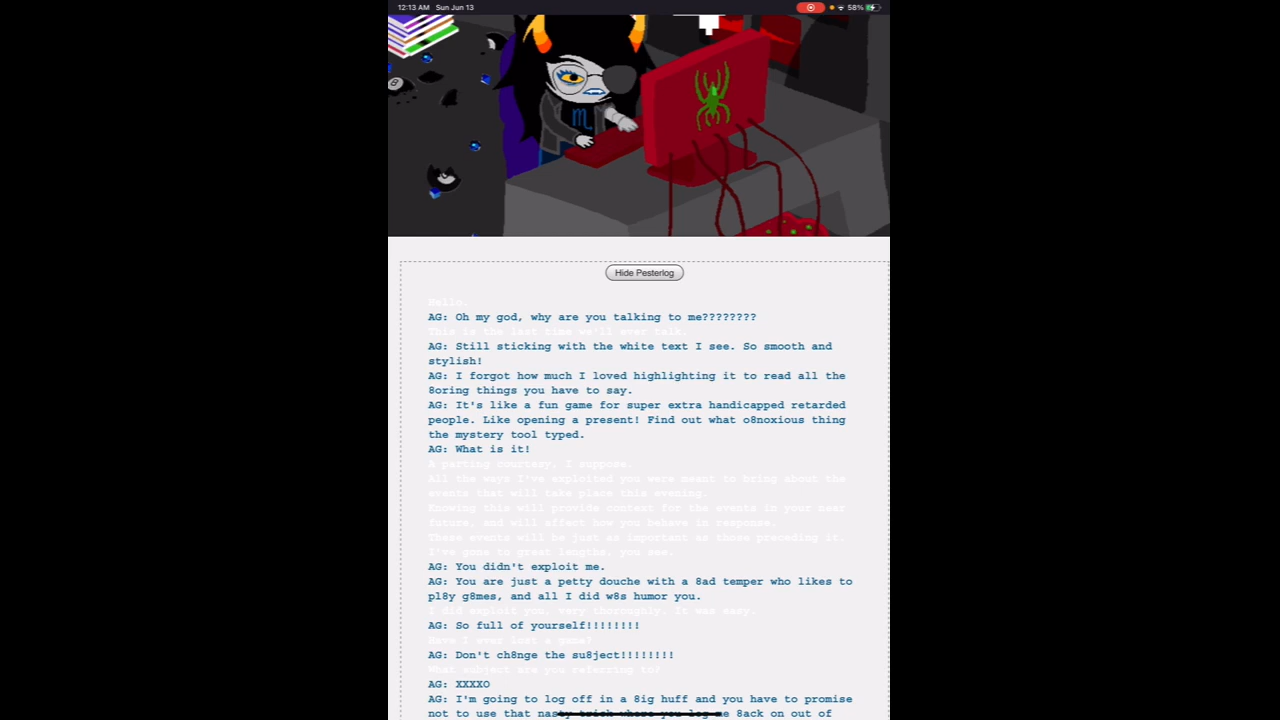 12:13 AM Sun Jun 13
58%
8
Hide Pesterlog
Hello.
AG: Oh my god, why are you talking to me????????
This is the last time we'll ever talk.
AG: Still sticking with the white text I see. So smooth and
stylish!
AG: I forgot how much I loved highlighting it to read all the
8oring things you have to say.
AG: It's like a fun game for super extra handicapped retarded
people. Like opening a present! Find out what o8noxious thing
the mystery tool typed.
AG: What is it!
A parting courtesy, I suppose.
All the ways I've exploited you were meant to bring about the
events that will take place this evening.
Knowing this will provide context for the events in your near
future, and will affect how you behave in response.
These events will be just as important as those preceding it.
I've gone to great lengths, you see.
AG: You didn't exploit me.
AG: You are just a petty douche with a 8ad temper who likes to
pl8y g8mes, and all I did w8s humor you.
I did exploit you, very thoroughly. It was easy.
AG: So full of yourself!!!!!!!!
Have I ever lost a game?
AG: Don't ch8nge the su8ject!!!!!!!!
What subject are you referring to?
AG: XXXXO
AG: I'm going to log off in a 8ig huff and you have to promise
not to use that nasty trick where you log me 8ack on out of